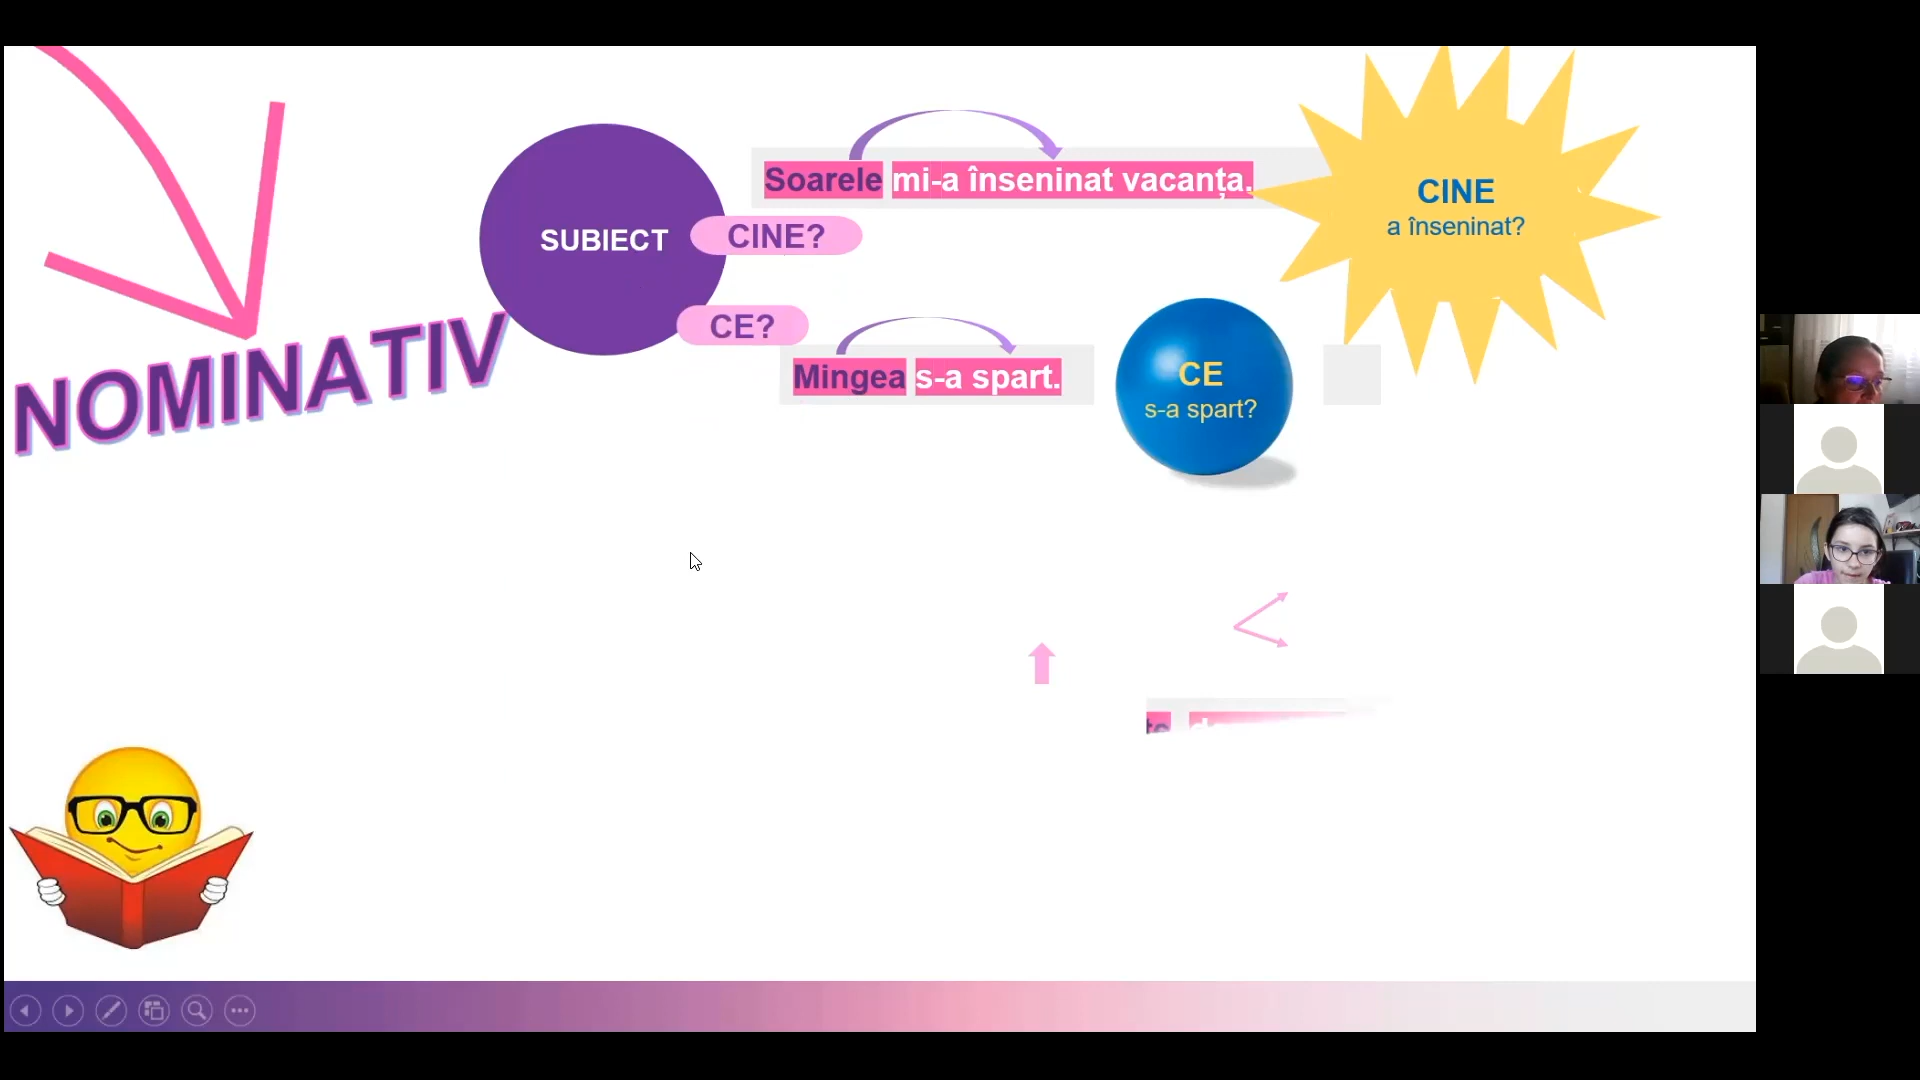 Soarele mi-a înseninat vacanța.
CINE
a înseninat?
SUBIECT
CINE?
CE?
NOMINATIV
Mingea s-a spart.
CE
s-a spart?